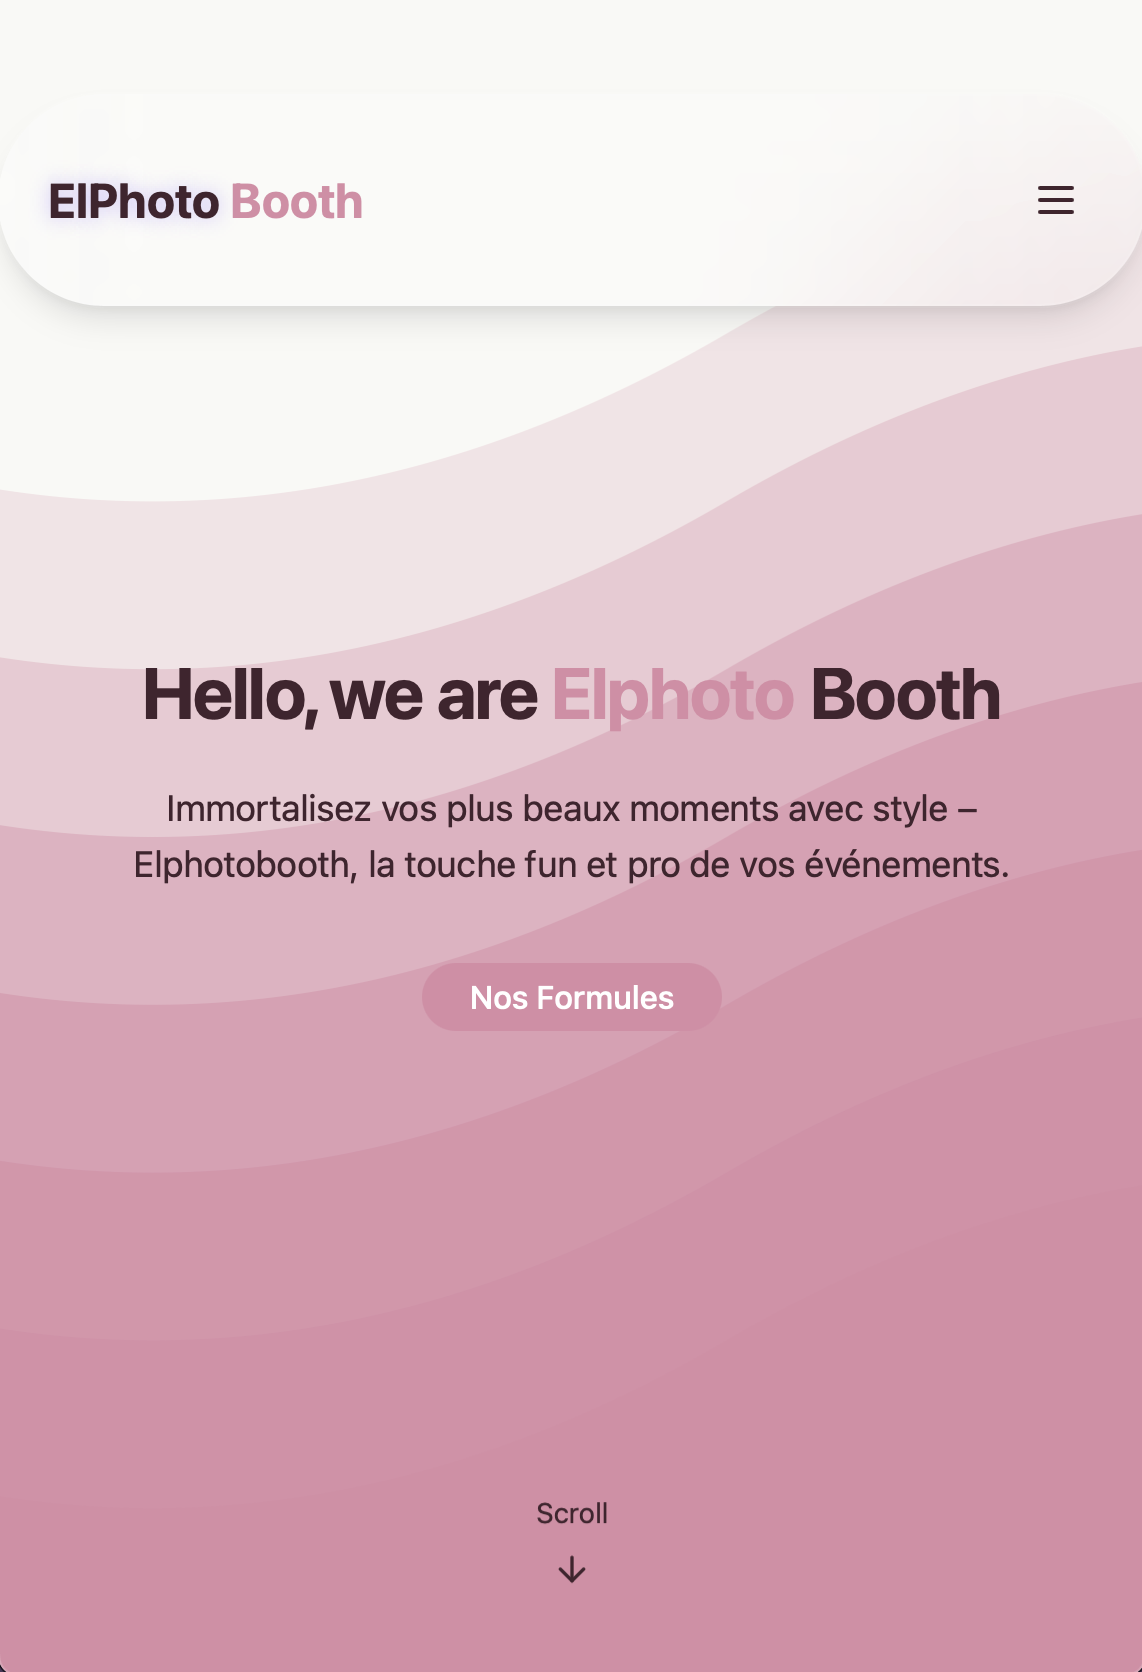 ElPhoto Booth
Hello, we are Elphoto Booth
Immortalisez vos plus beaux moments avec style –
Elphotobooth, la touche fun et pro de vos événements.
Nos Formules
Scroll